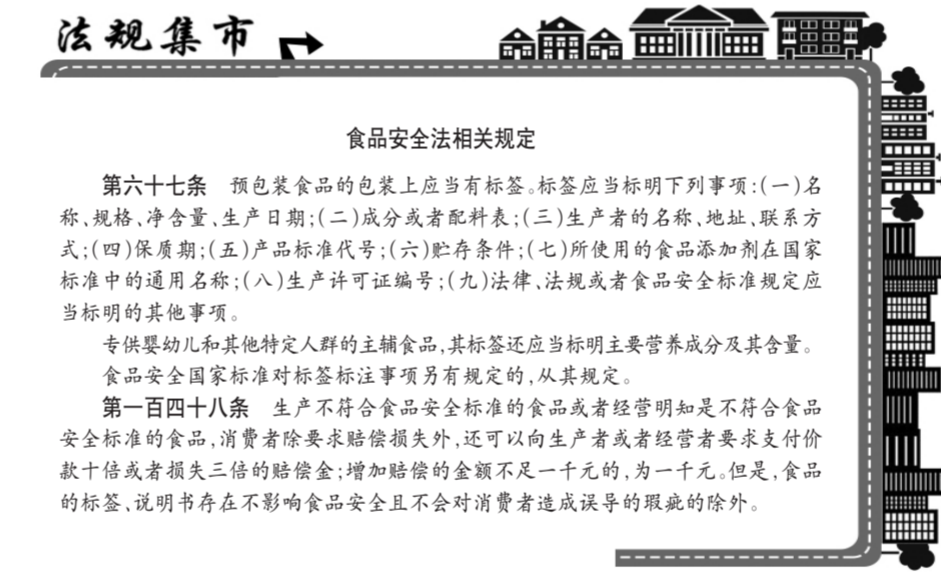 法规集市
食品安全法相关规定
第六十七条 预包装食品的包装上应当有标签。标签应当标明下列事项:(一)名
称、规格、净含量、生产日期;(二)成分或者配料表;(三)生产者的名称、地址、联系方
式;(四)保质期;(五)产品标准代号;(六)贮存条件;(七)所使用的食品添加剂在国家
标准中的通用名称;(八)生产许可证编号;(九)法律、法规或者食品安全标准规定应
当标明的其他事项。
专供婴幼儿和其他特定人群的主辅食品,其标签还应当标明主要营养成分及其含量。
食品安全国家标准对标签标注事项另有规定的,从其规定。
第一百四十八条 生产不符合食品安全标准的食品或者经营明知是不符合食品
安全标准的食品,消费者除要求赔偿损失外,还可以向生产者或者经营者要求支付价
款十倍或者损失三倍的赔偿金;增加赔偿的金额不足一千元的,为一千元。但是,食品
的标签、说明书存在不影响食品安全且不会对消费者造成误导的瑕疵的除外。